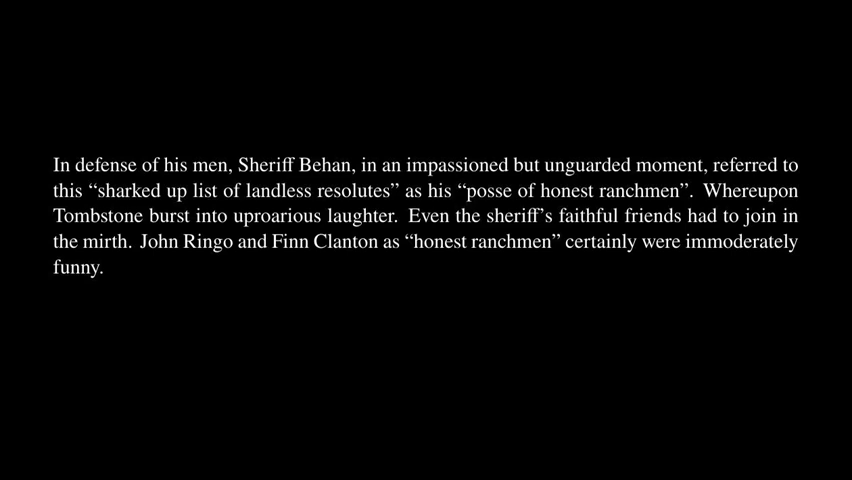 In defense of his men, Sheriff Behan, in an impassioned but unguarded moment, referred to
this “sharked up list of landless resolutes” as his “posse of honest ranchmen”. Whereupon
Tombstone burst into uproarious laughter. Even the sheriff’s faithful friends had to join in
the mirth. John Ringo and Finn Clanton as “honest ranchmen” certainly were immoderately
funny.